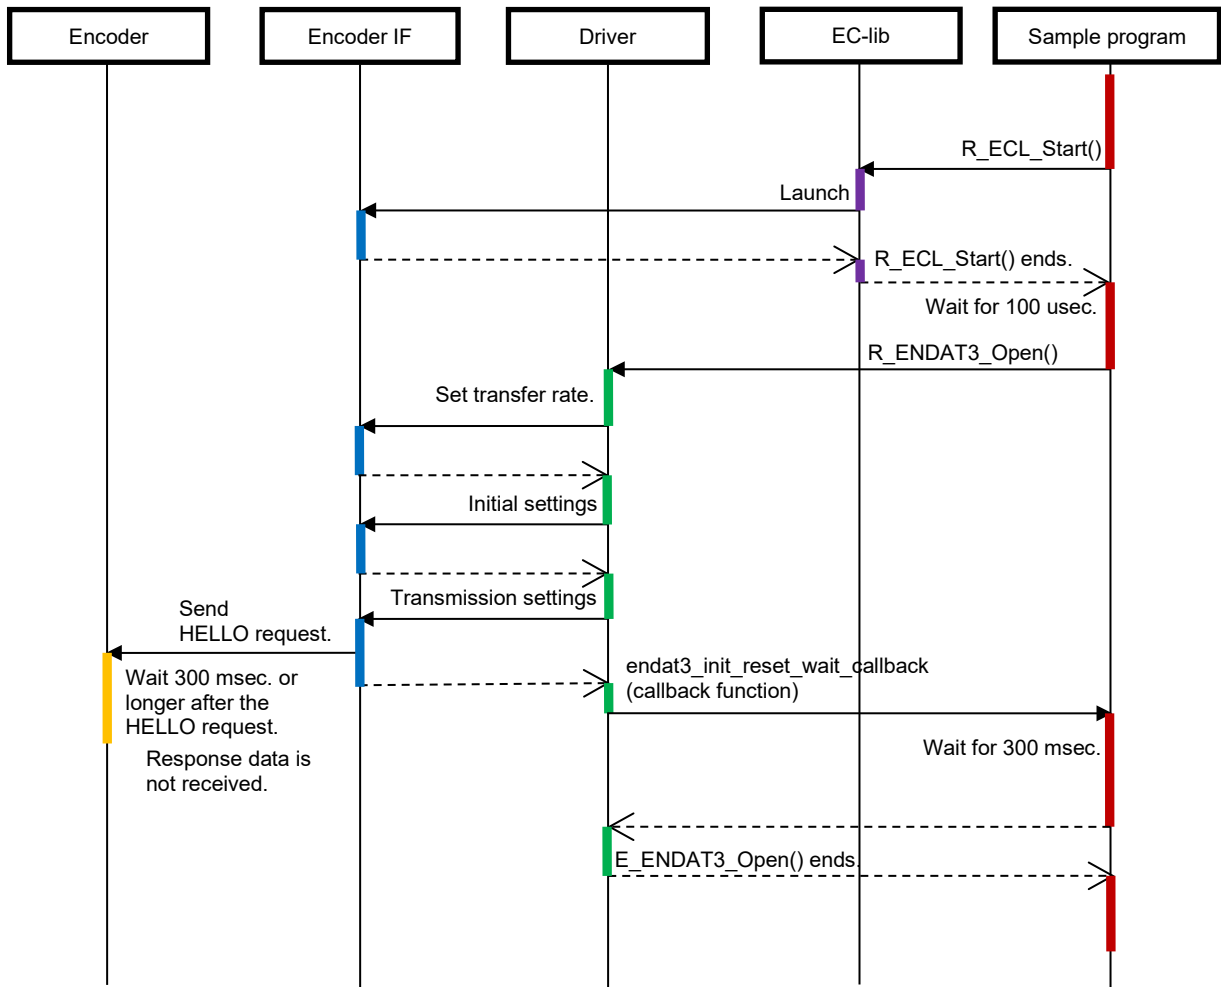 Encoder
Encoder IF
Driver
EC-lib
Sample program
R_ECL_Start()
Launch
R_ECL_Start() ends.
Wait for 100 usec.
R_ENDAT3_Open()
Set transfer rate.
Initial settings
Transmission settings
Send
HELLO request.
Wait 300 msec. or
longer after the
HELLO request.
Response data is
not received.
endat3_init_reset_wait_callback
(callback function)
Wait for 300 msec.
E_ENDAT3_Open() ends.